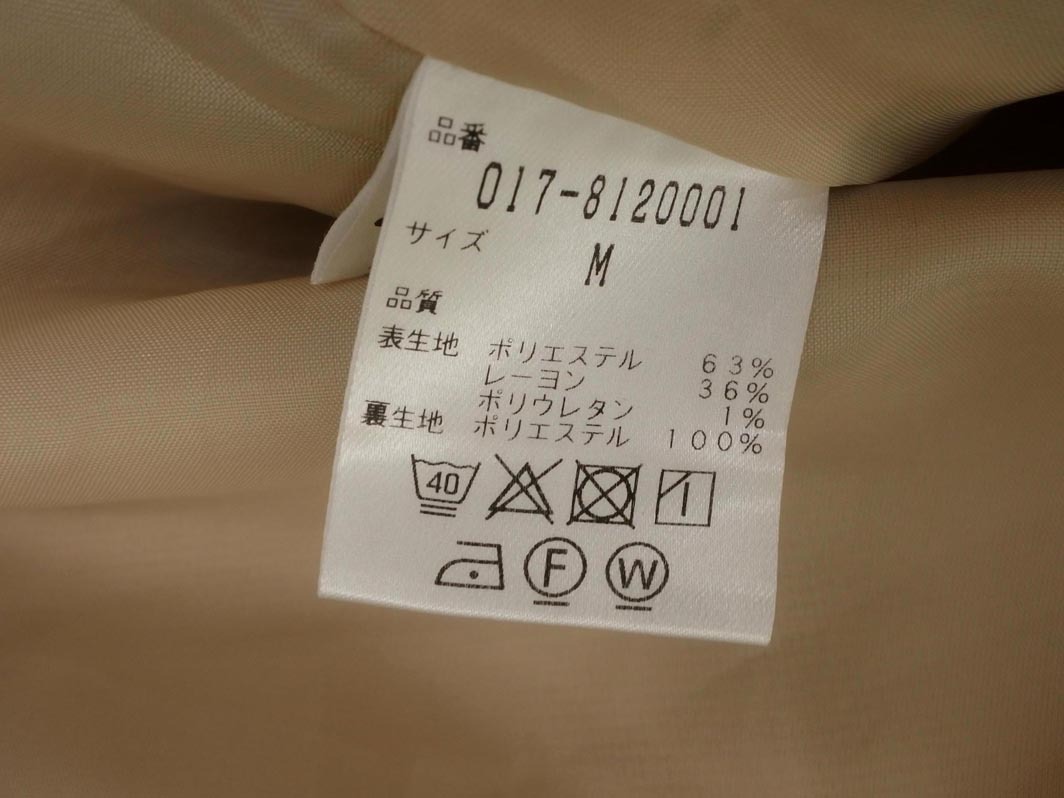 品番
017-8120001
サイズ
M
品質
表生地 ポリエステル 63%
レーヨン 36%
ポリウレタン 1%
裏生地 ポリエステル 100%
40
F
W